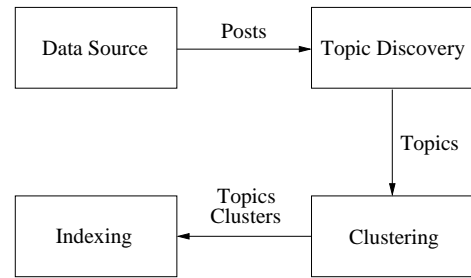 Data Source
Posts
Topic Discovery
Topics
Clustering
Topics
Clusters
Indexing